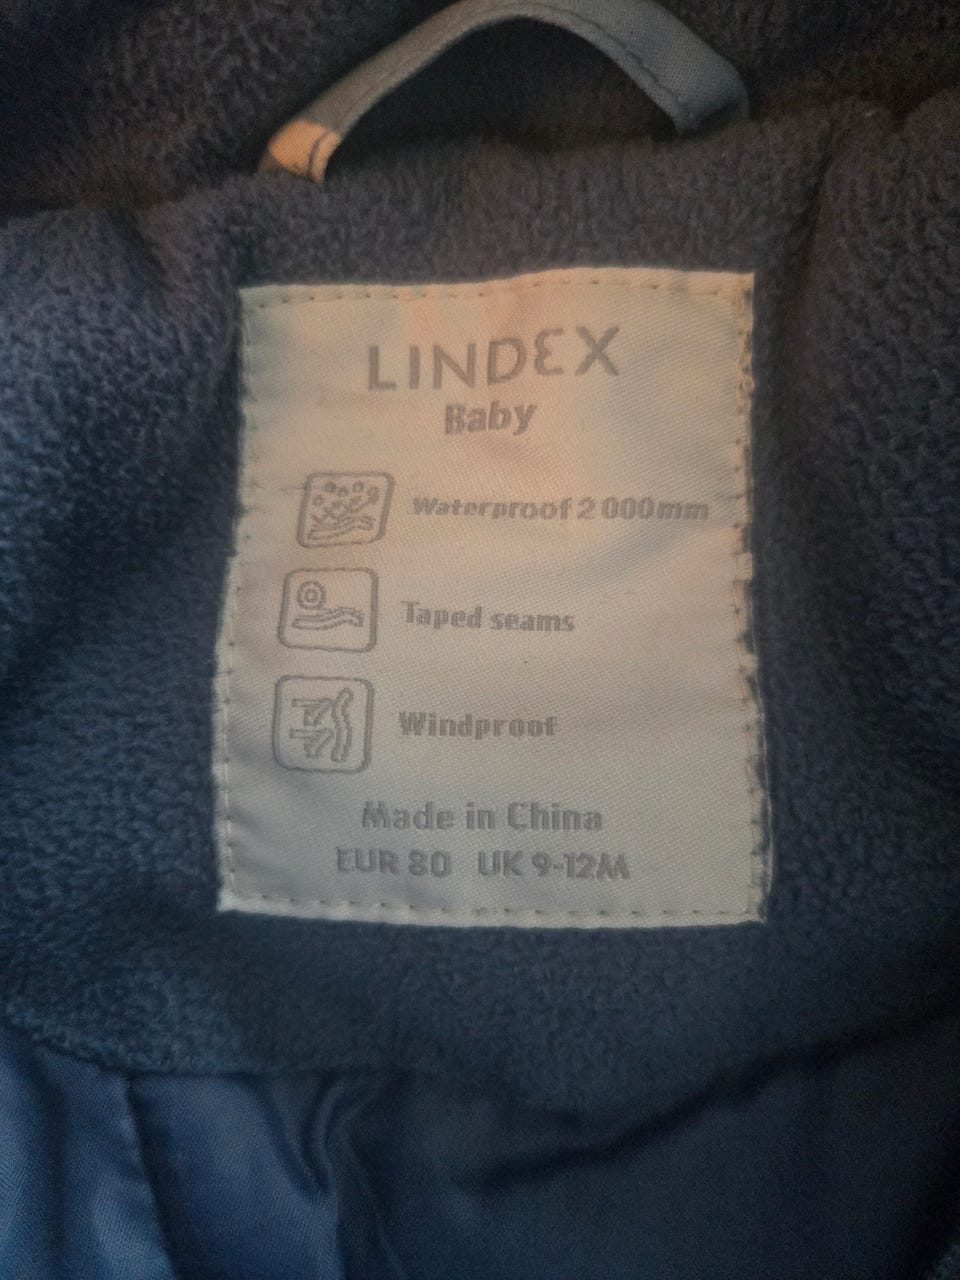 LINDEX
Baby
Waterproof 2 000mm
Taped seams
Windproof
Made in China
EUR 80 UK 9-12M